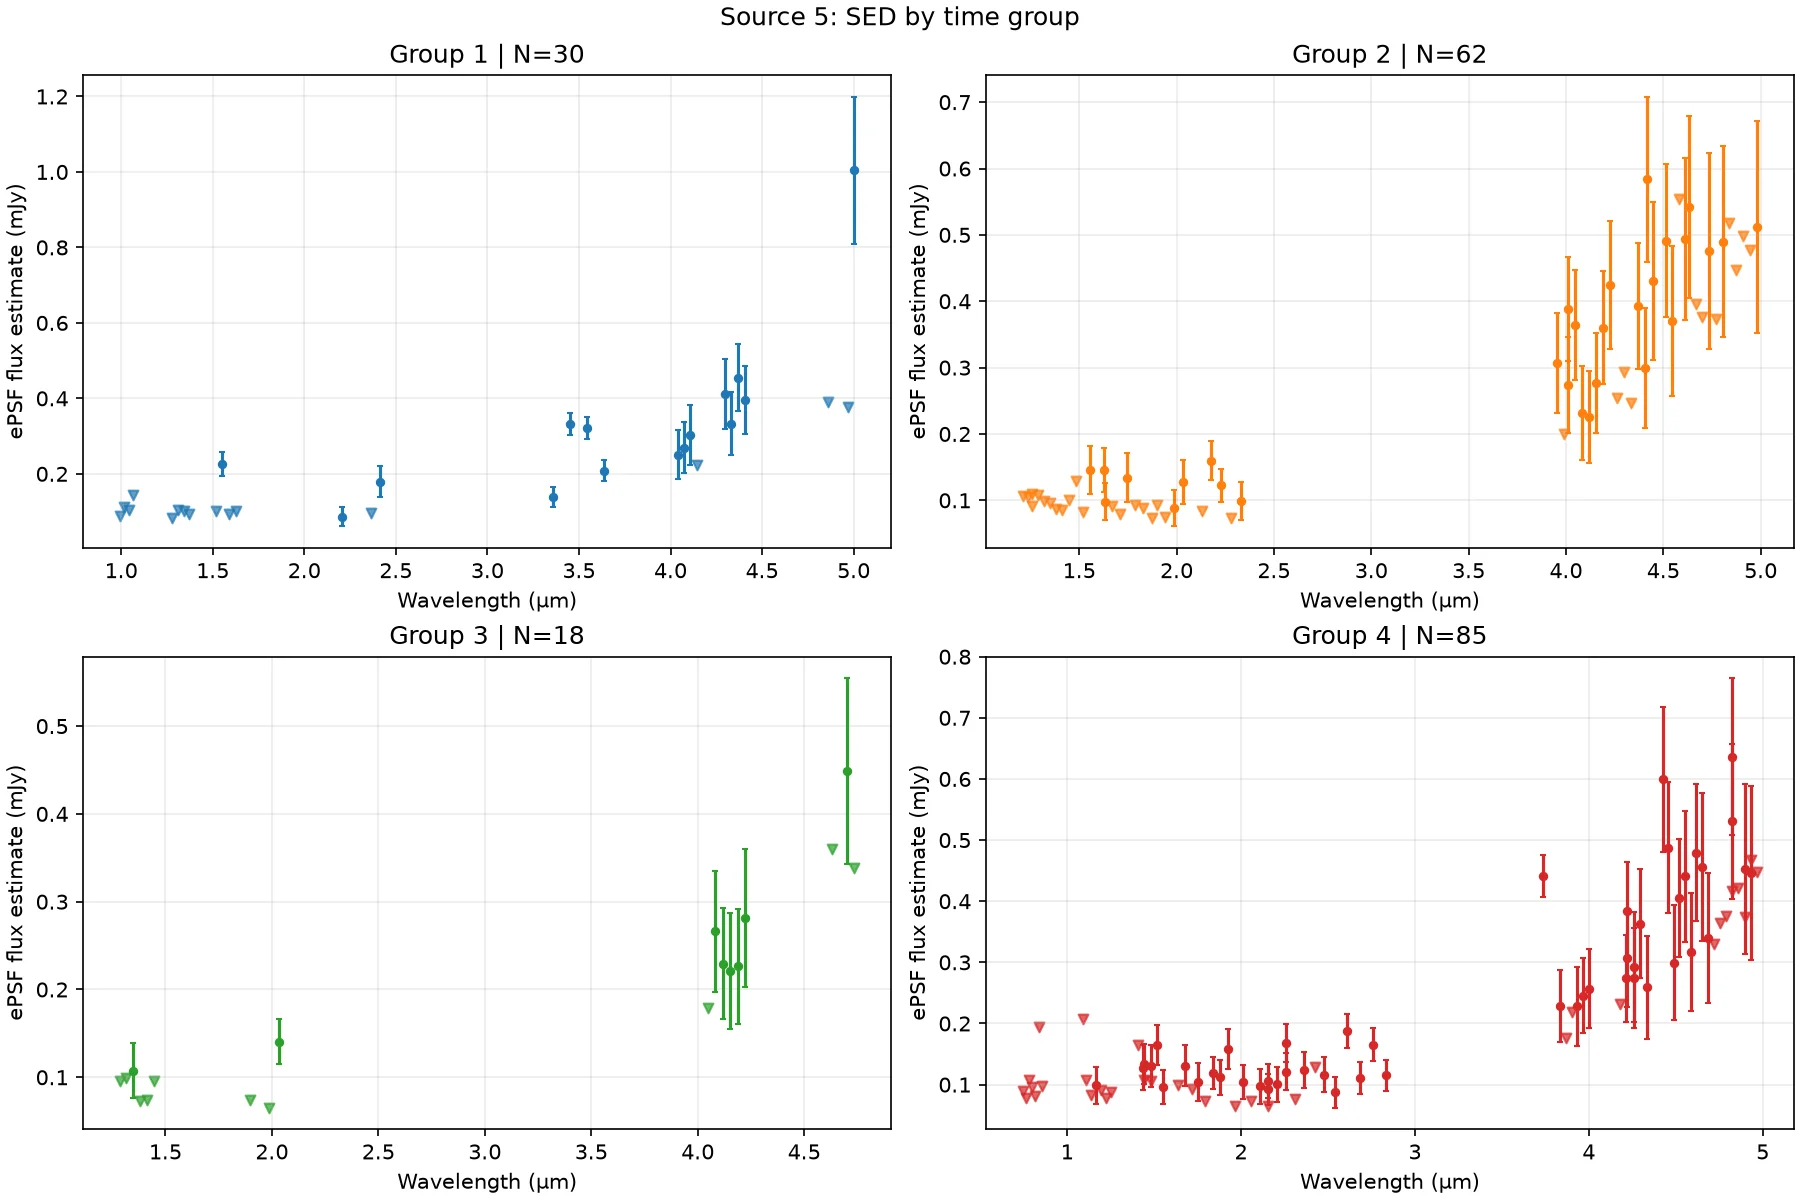 Source 5: SED by time group
Group 1 | N=30
ePSF flux estimate (mJy)
1.2
1.0
0.8
0.6
0.4
0.2
1.0 1.5 2.0 2.5 3.0 3.5 4.0 4.5 5.0
Wavelength (μm)
Group 2 | N=62
ePSF flux estimate (mJy)
0.7
0.6
0.5
0.4
0.3
0.2
0.1
1.5 2.0 2.5 3.0 3.5 4.0 4.5 5.0
Wavelength (μm)
Group 3 | N=18
ePSF flux estimate (mJy)
0.5
0.4
0.3
0.2
0.1
1.5 2.0 2.5 3.0 3.5 4.0 4.5
Wavelength (μm)
Group 4 | N=85
ePSF flux estimate (mJy)
0.8
0.7
0.6
0.5
0.4
0.3
0.2
0.1
1 2 3 4 5
Wavelength (μm)